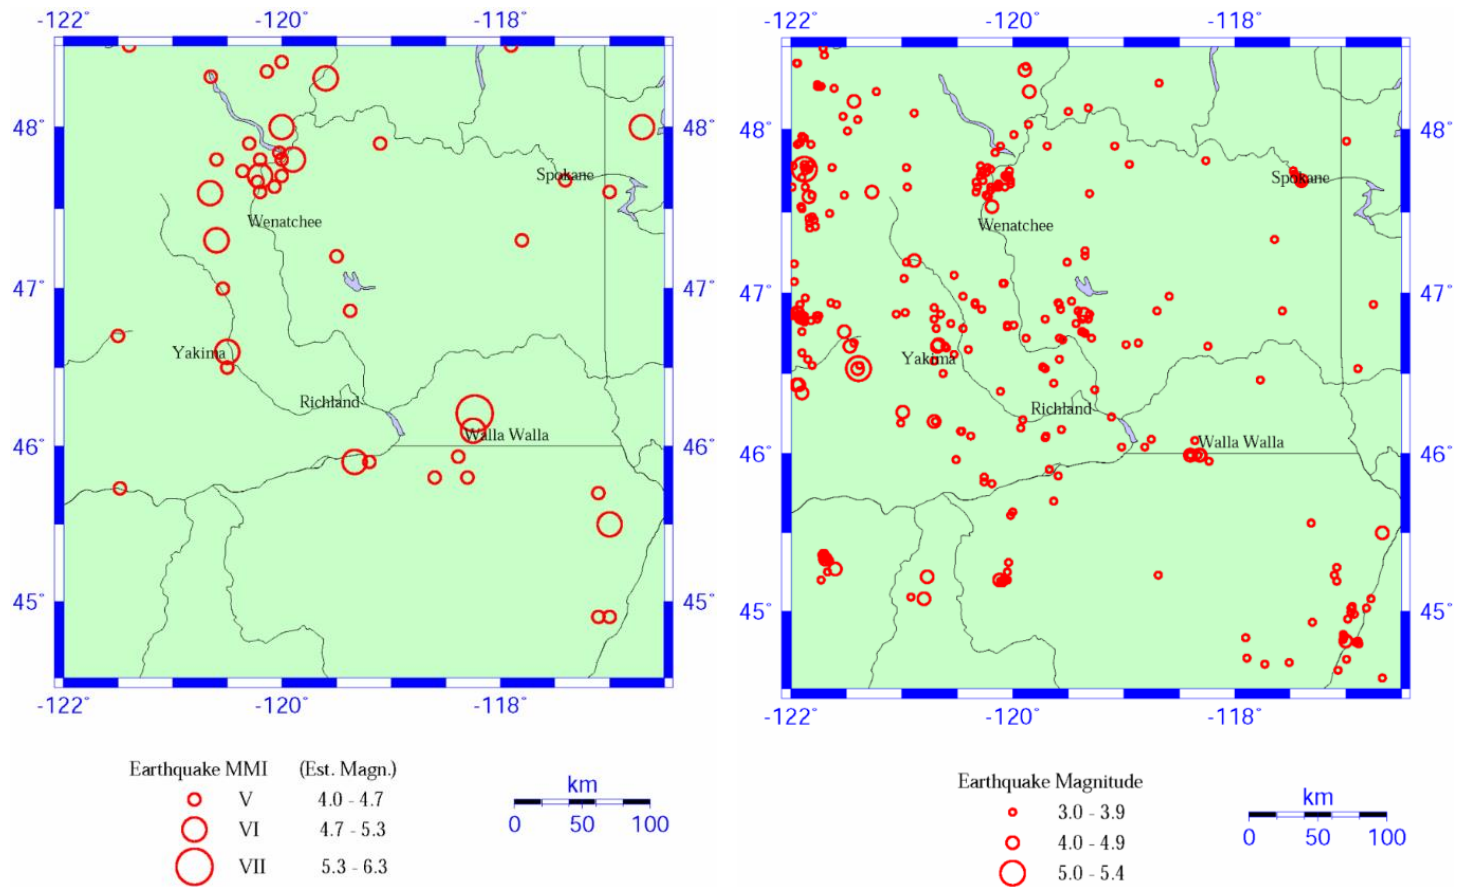 -122° -120° -118°
48° 48°
Spokane
Wenatchee
47° 47°
Yakima
Richland
Walla Walla
46° 46°
45° 45°
-122° -120° -118°
Earthquake MMI (Est. Magn.)
V 4.0 - 4.7
VI 4.7 - 5.3
VII 5.3 - 6.3
km
0 50 100
-122° -120° -118°
48° 48°
Spokane
Wenatchee
47° 47°
Yakima
Richland
Walla Walla
46° 46°
45° 45°
-122° -120° -118°
Earthquake Magnitude
3.0 - 3.9
4.0 - 4.9
5.0 - 5.4
km
0 50 100